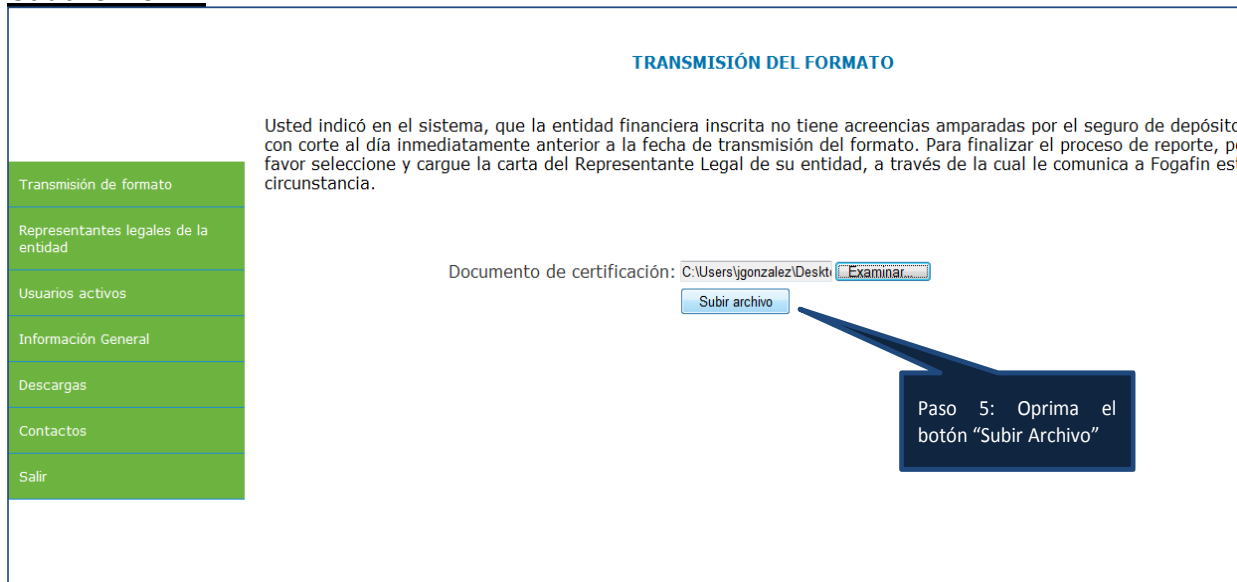 TRANSMISIÓN DEL FORMATO
Usted indicó en el sistema, que la entidad financiera inscrita no tiene acreencias amparadas por el seguro de depósito
con corte al día inmediatamente anterior a la fecha de transmisión del formato. Para finalizar el proceso de reporte, p
favor seleccione y cargue la carta del Representante Legal de su entidad, a través de la cual le comunica a Fogafin est
circunstancia.
Transmisión de formato
Representantes legales de la
entidad
Usuarios activos
Información General
Descargas
Contactos
Salir
Documento de certificación: C:\Users\jgonzalez\Deskt Examinar...
Subir archivo
Paso 5: Oprima el
botón “Subir Archivo”